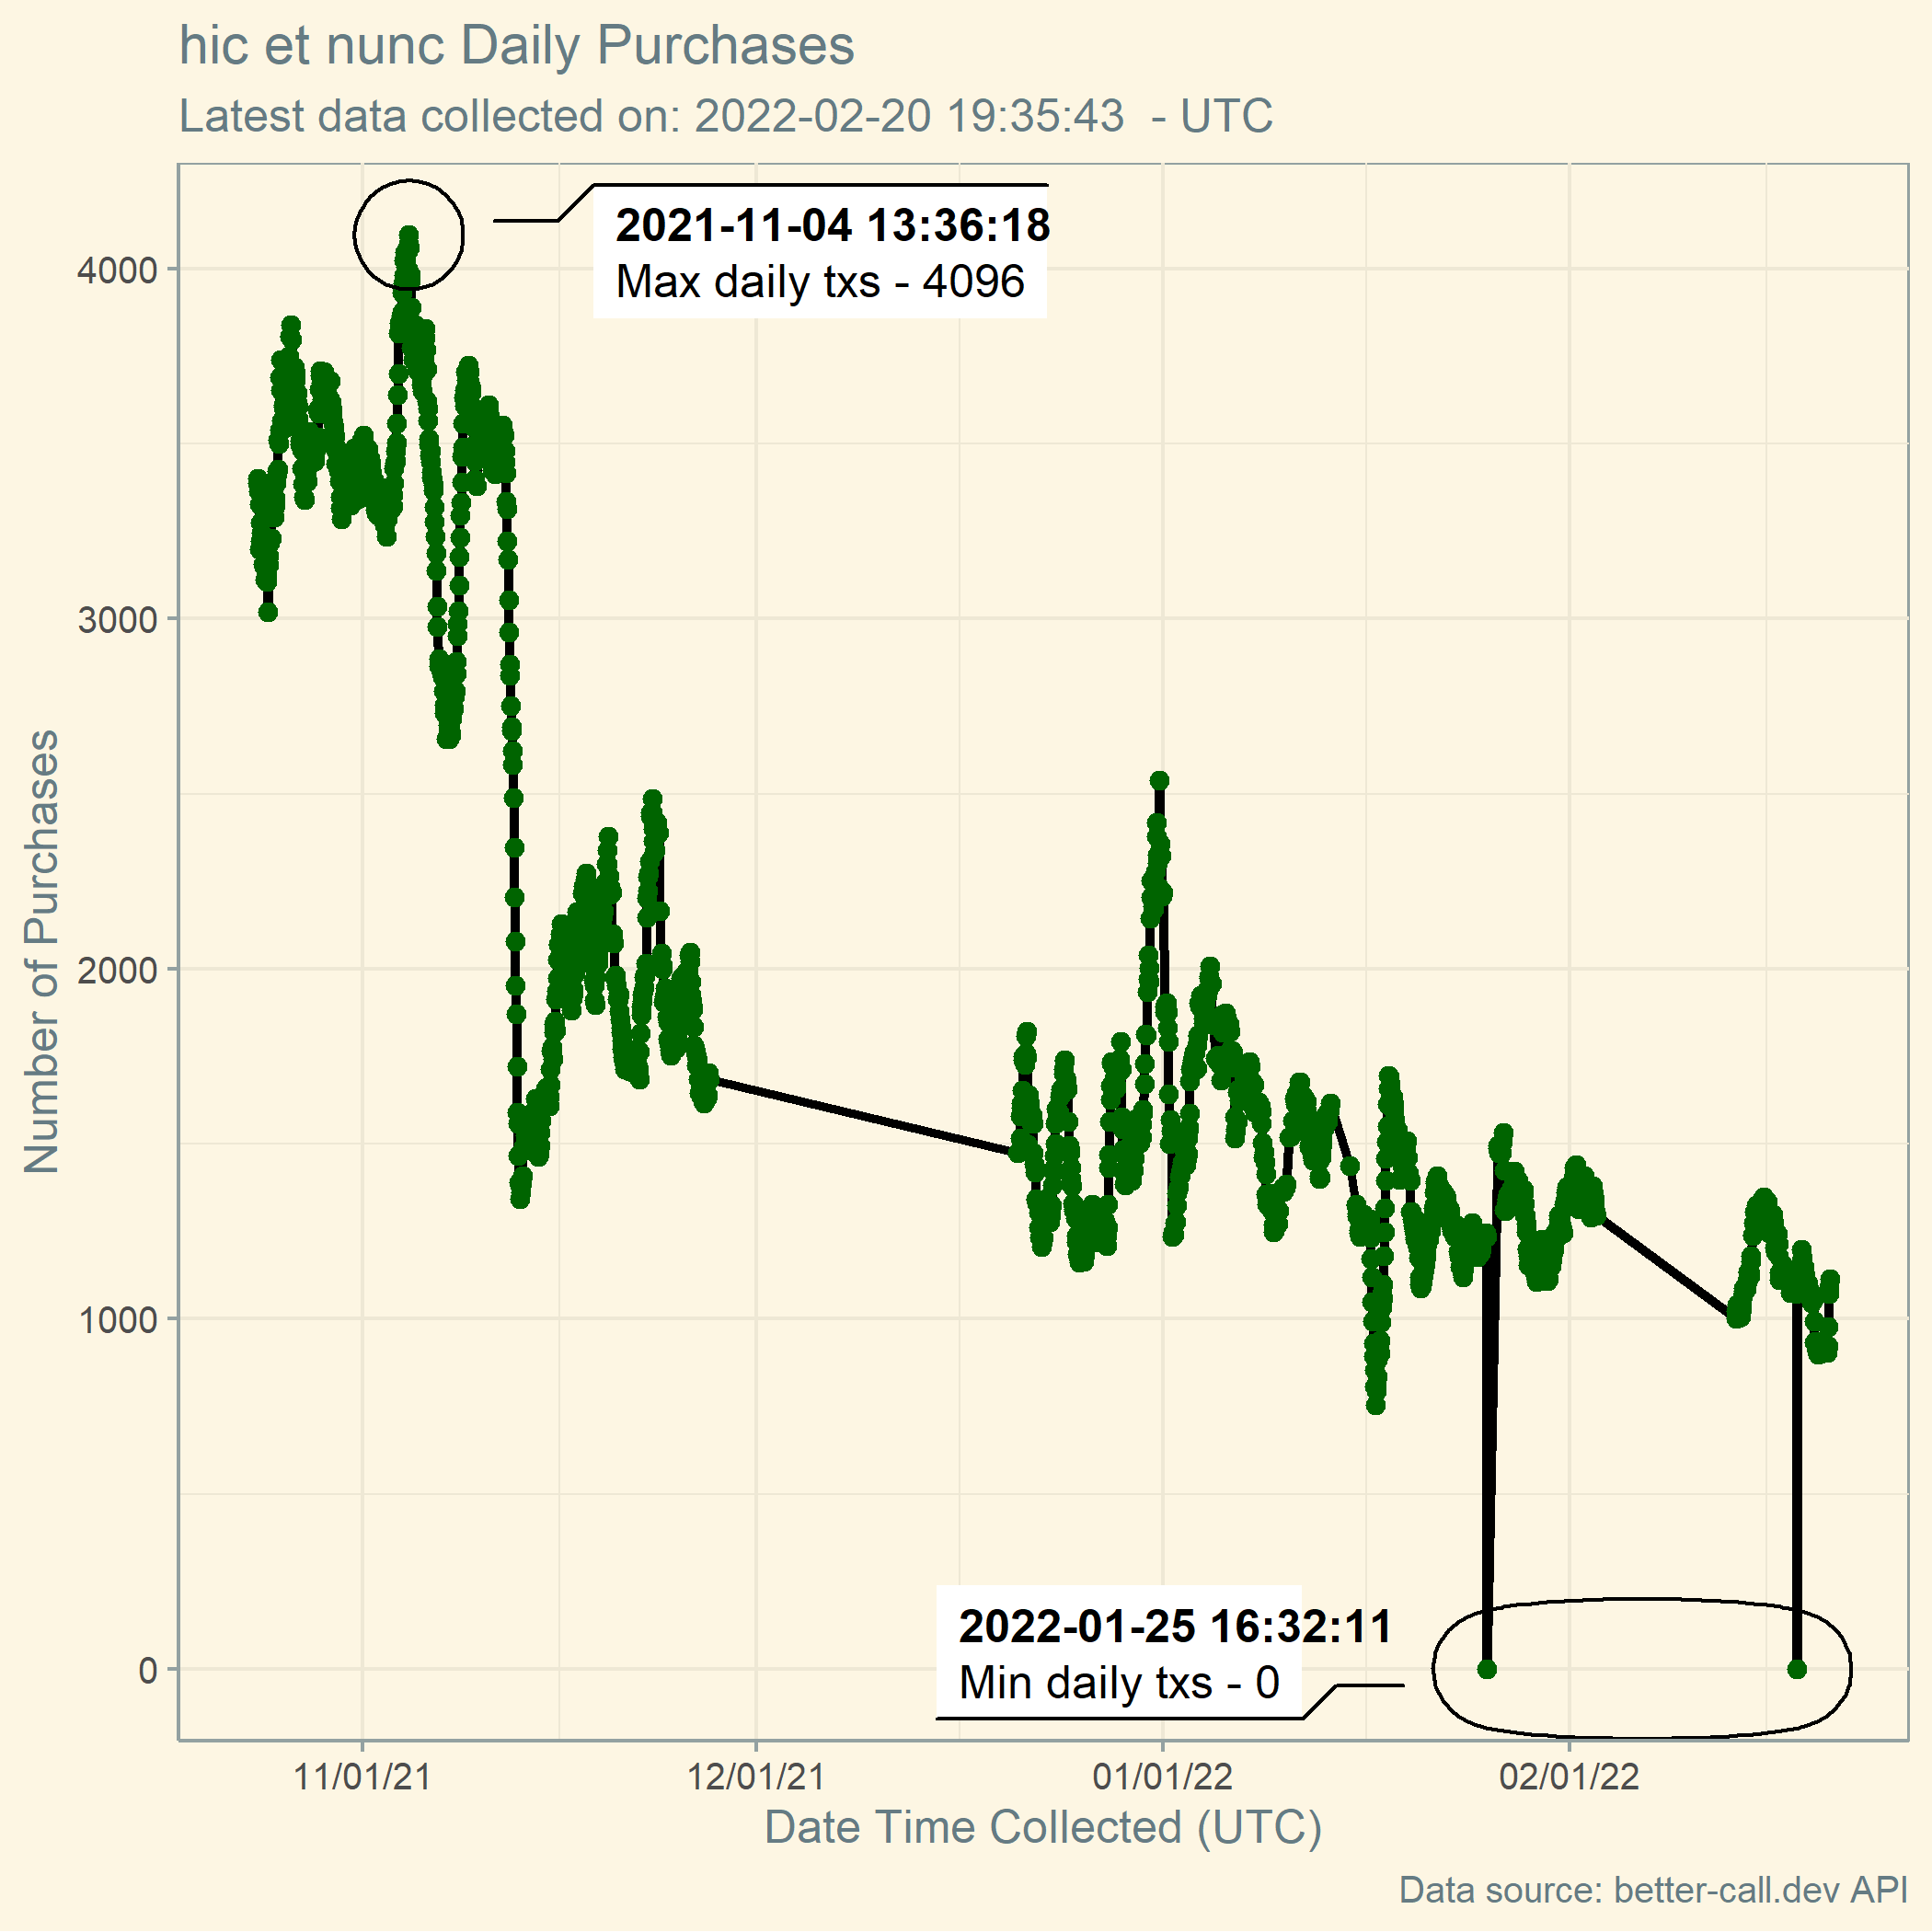 hic et nunc Daily Purchases
Latest data collected on: 2022-02-20 19:35:43  - UTC
2021-11-04 13:36:18
Max daily txs - 4096
4000
3000
2000
1000
0
Number of Purchases
2022-01-25 16:32:11
Min daily txs - 0
11/01/21 12/01/21 01/01/22 02/01/22
Date Time Collected (UTC)
Data source: better-call.dev API